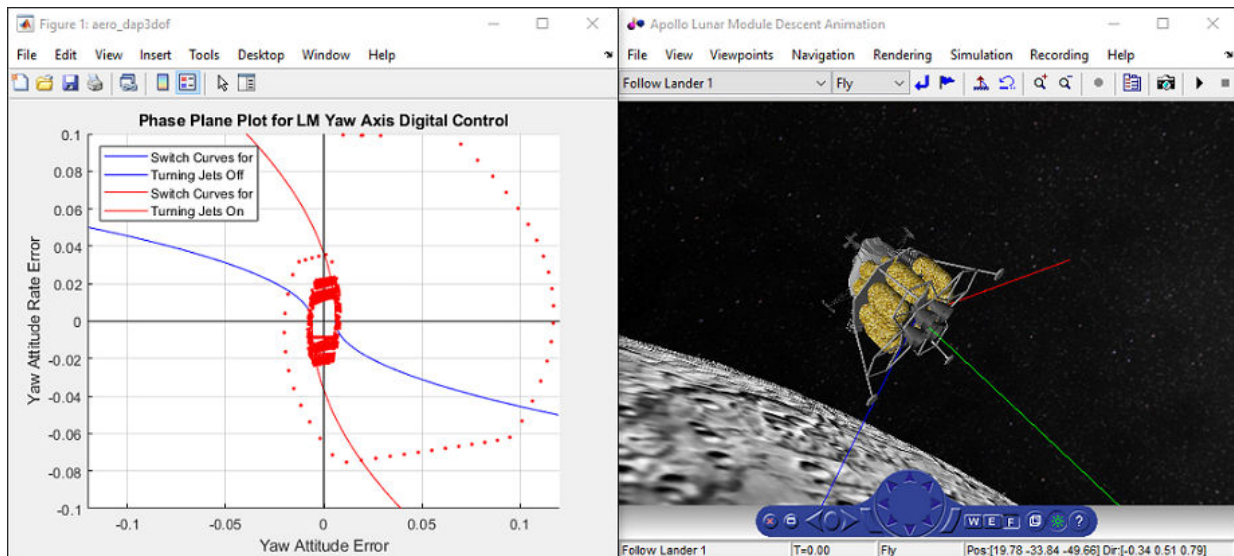 Figure 1: aero_dap3dof
File Edit View Insert Tools Desktop Window Help
Phase Plane Plot for LM Yaw Axis Digital Control
Switch Curves for
Turning Jets Off
Switch Curves for
Turning Jets On
0.1
0.08
0.06
0.04
0.02
0
-0.02
-0.04
-0.06
-0.08
-0.1
Yaw Attitude Rate Error
-0.1 -0.05 0 0.05 0.1
Yaw Attitude Error
Apollo Lunar Module Descent Animation
File View Viewpoints Navigation Rendering Simulation Recording Help
Follow Lander 1 Fly
W E F ?
Follow Lander 1 T=0.00 Fly Pos:[19.78 -33.84 -49.66] Dir:[-0.34 0.51 0.79]